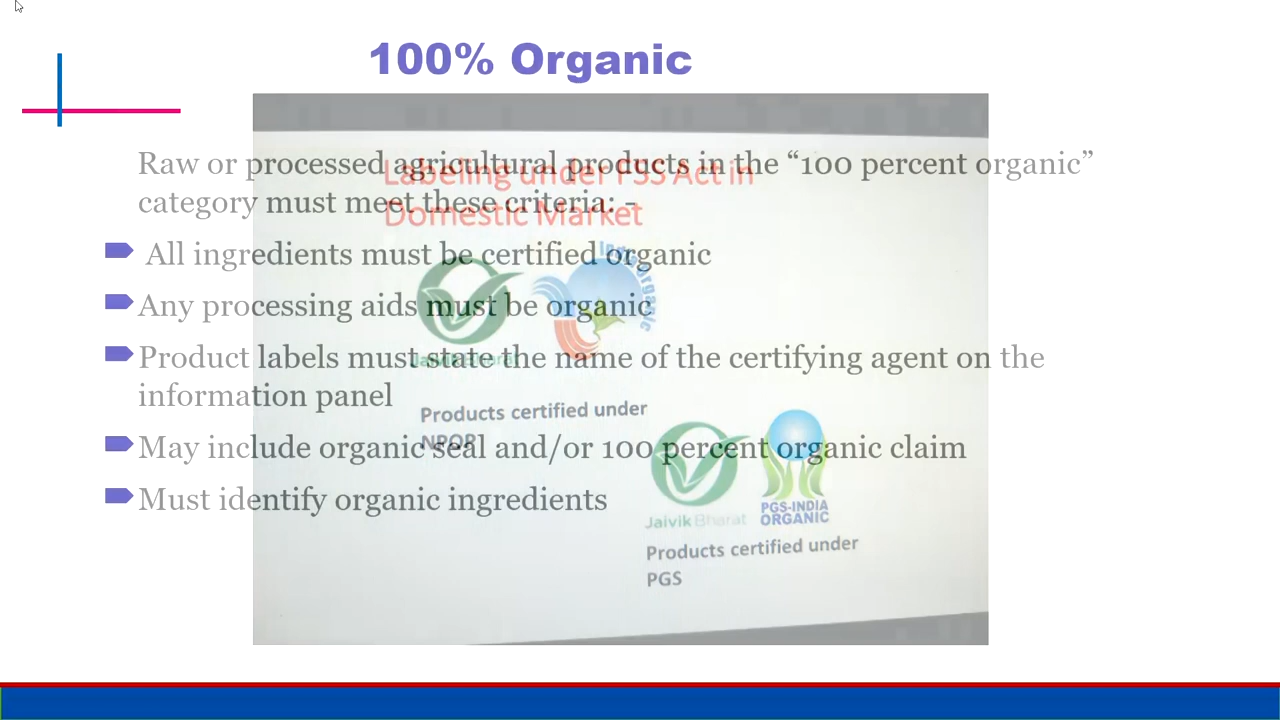 100% Organic
Raw or processed agricultural products in the “100 percent organic”
category must meet these criteria: -
All ingredients must be certified organic
Any processing aids must be organic
Product labels must state the name of the certifying agent on the
information panel
May include organic seal and/or 100 percent organic claim
Must identify organic ingredients
Labeling under FSS Act in
Domestic Market
Jaivik Bharat
India Organic
Products certified under
NPOP
Jaivik Bharat
PGS-INDIA
ORGANIC
Products certified under
PGS